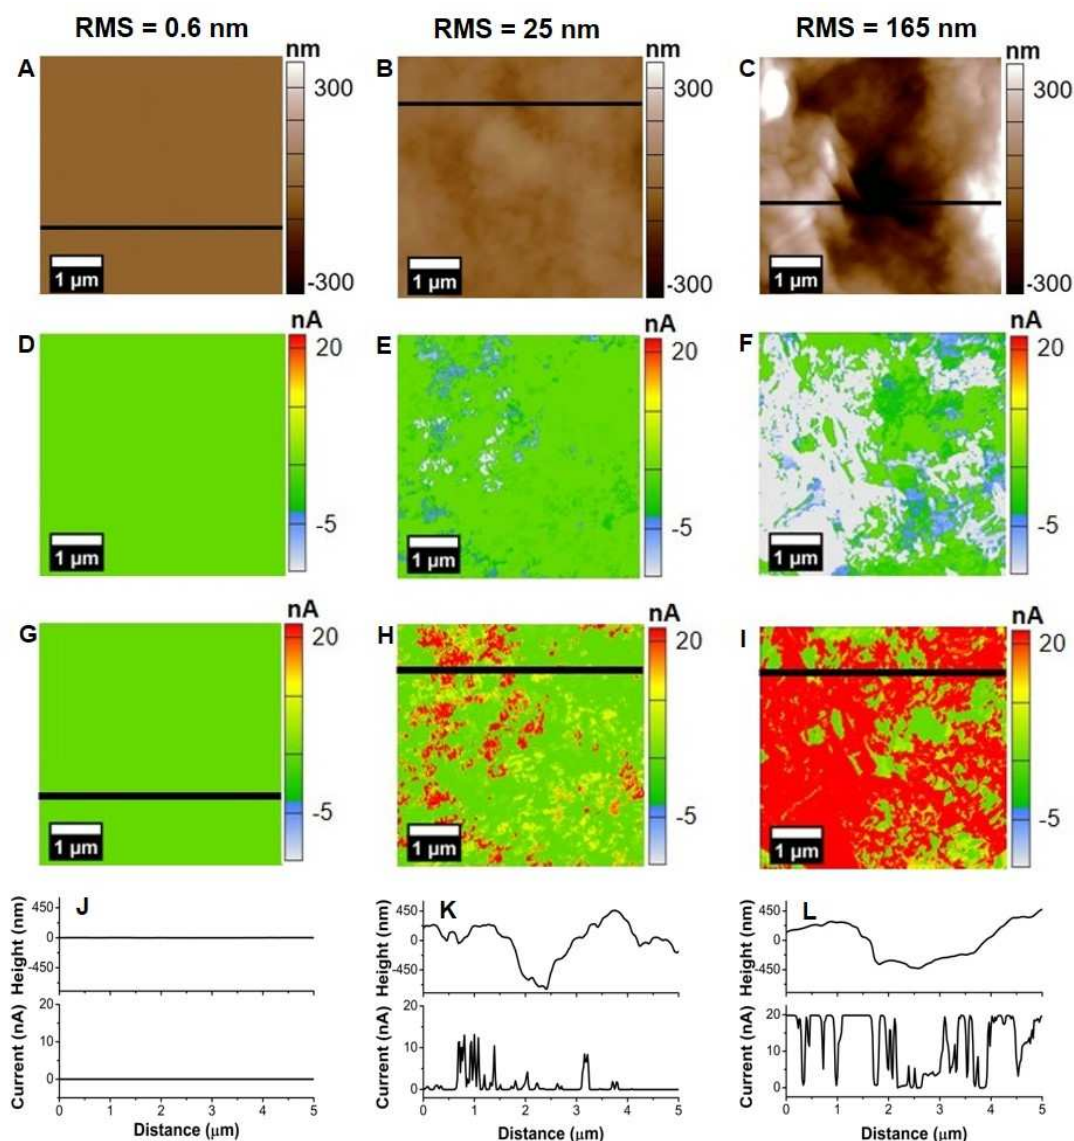 RMS = 0.6 nm RMS = 25 nm RMS = 165 nm
A nm B nm C nm
300 300 300
1 µm 1 µm 1 µm
-300 -300 -300
D nA E nA F nA
20 20 20
-5 -5 -5
1 µm 1 µm 1 µm
G nA H nA I nA
20 20 20
-5 -5 -5
1 µm 1 µm 1 µm
J K L
Height (nm) Height (nm) Height (nm)
450 450 450
0 0 0
-450 -450 -450
Current (nA) Current (nA) Current (nA)
20 20 20
10 10 10
0 0 0
0 1 2 3 4 5 0 1 2 3 4 5 0 1 2 3 4 5
Distance (µm) Distance (µm) Distance (µm)